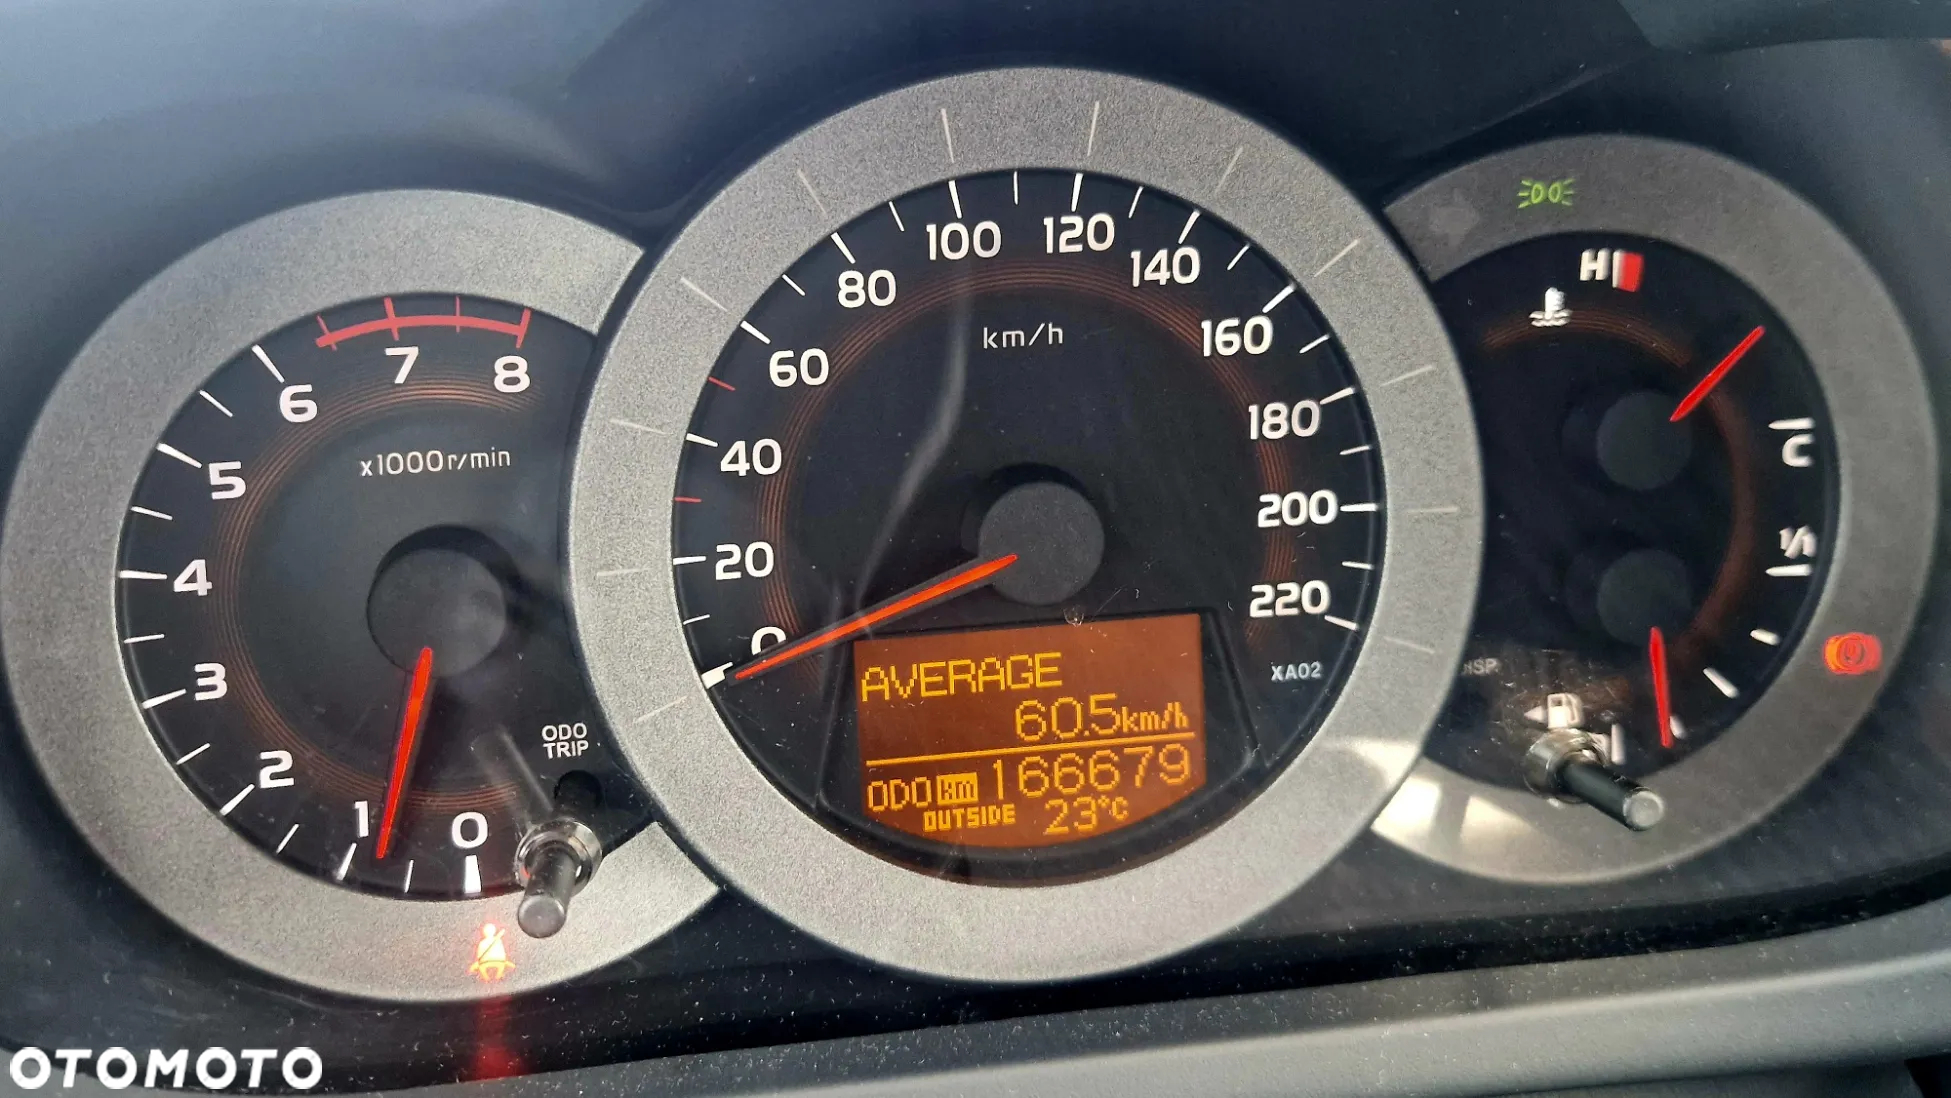 6
7
8
x1000r/min
5
4
3
2
1
0
ODO
TRIP
km/h
0
20
40
60
80
100
120
140
160
180
200
220
XA02
AVERAGE
60.5km/h
ODO km 166679
OUTSIDE 23°C
H
C
1/1
OTOMOTO